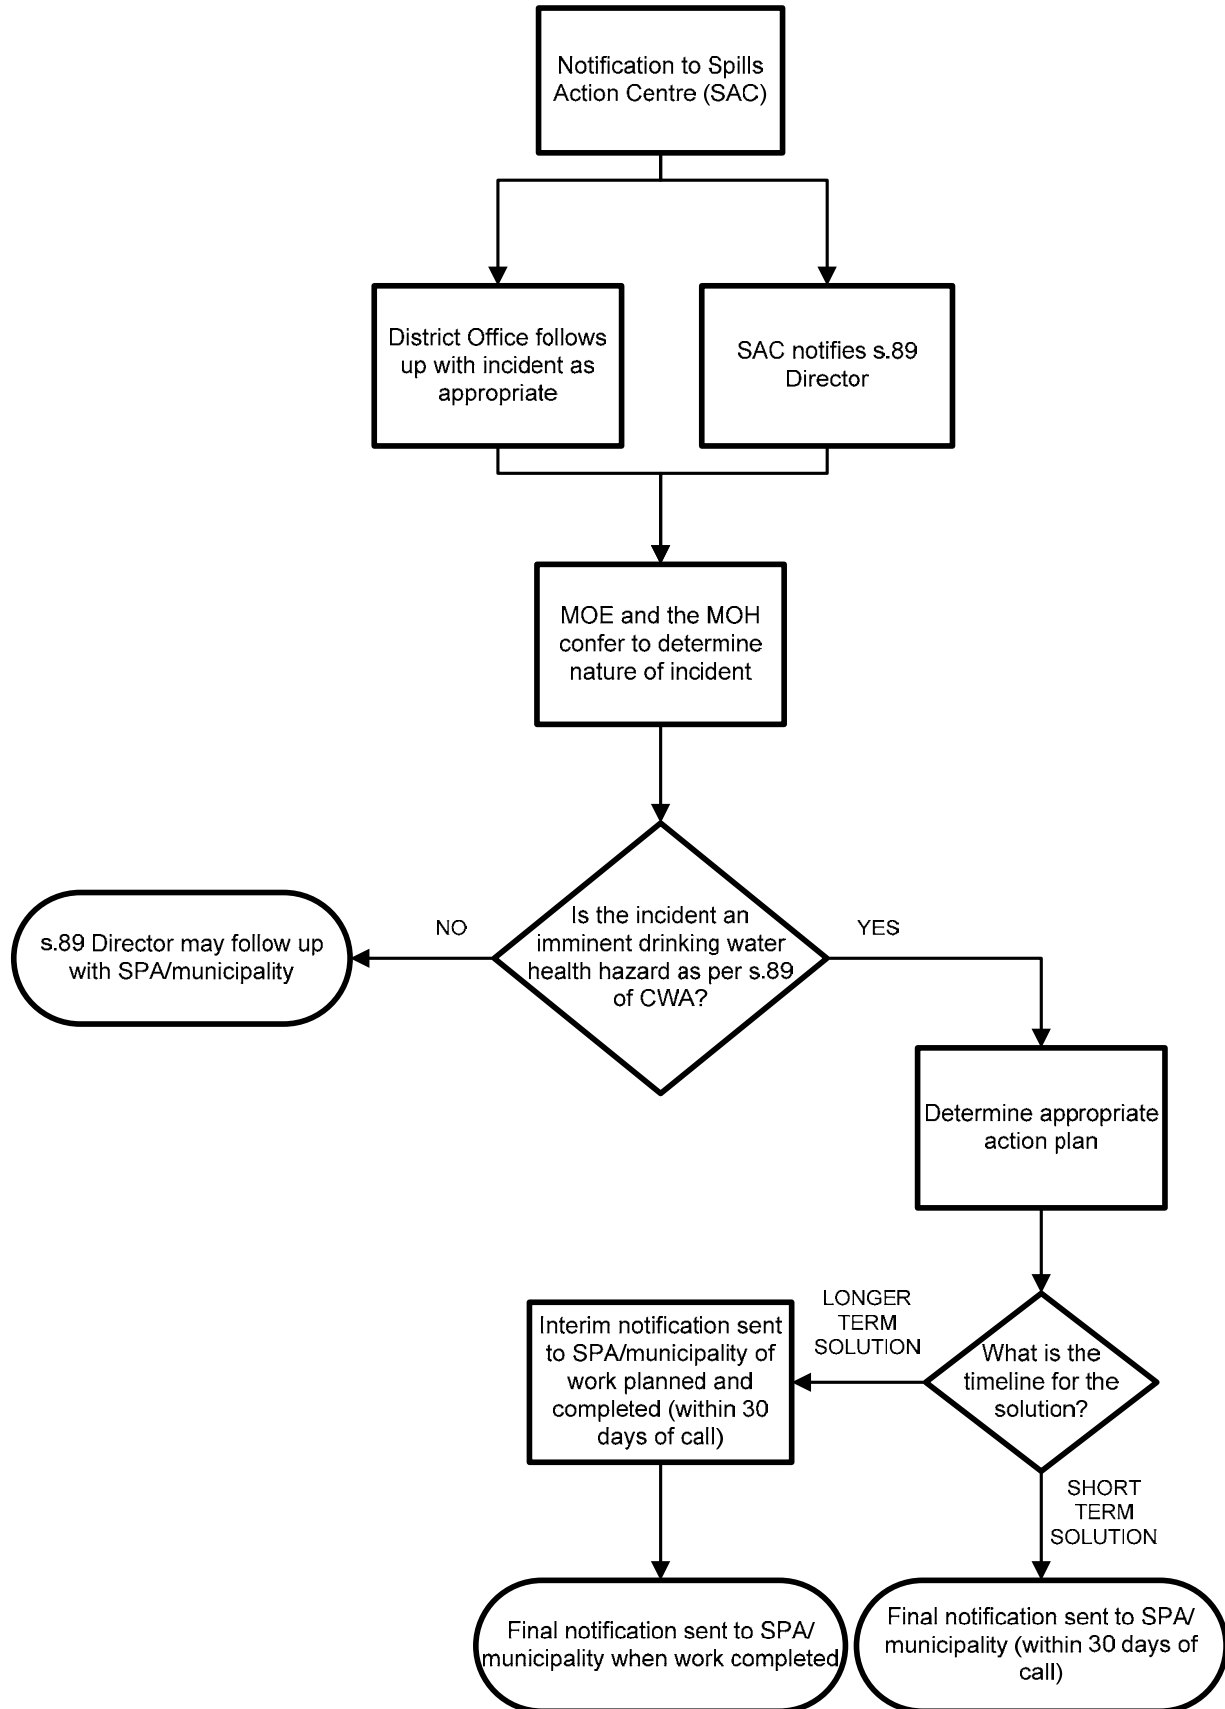 Notification to Spills
Action Centre (SAC)
District Office follows
up with incident as
appropriate
SAC notifies s.89
Director
MOE and the MOH
confer to determine
nature of incident
Is the incident an
imminent drinking water
health hazard as per s.89
of CWA?
NO
YES
s.89 Director may follow up
with SPA/municipality
Determine appropriate
action plan
What is the
timeline for the
solution?
LONGER
TERM
SOLUTION
Interim notification sent
to SPA/municipality of
work planned and
completed (within 30
days of call)
SHORT
TERM
SOLUTION
Final notification sent to SPA/
municipality when work completed
Final notification sent to SPA/
municipality (within 30 days of
call)